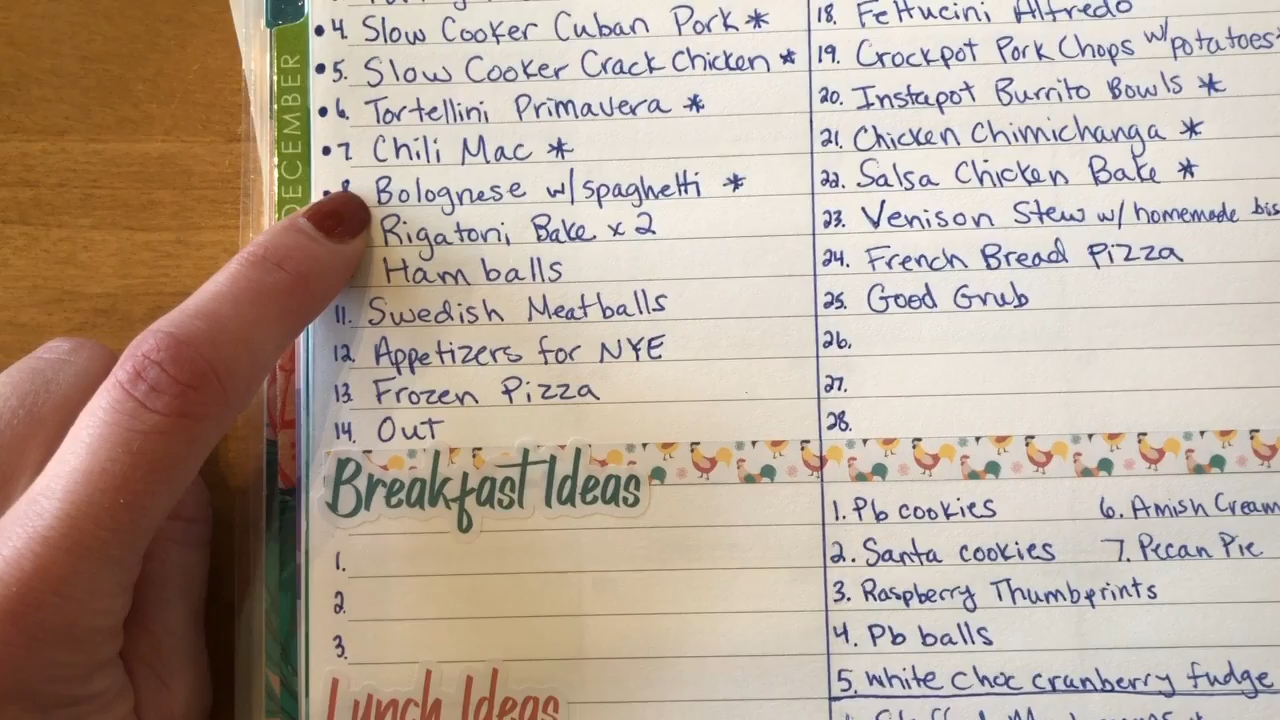 DECEMBER
4. Slow Cooker Cuban Pork *
5. Slow Cooker Crack Chicken *
6. Tortellini Primavera *
7. Chili Mac *
8. Bolognese w/spaghetti *
Rigatoni Bake x 2
Ham balls
11. Swedish Meatballs
12. Appetizers for NYE
13. Frozen Pizza
14. Out
18. Fettucini Alfredo
19. Crockpot Pork Chops w/potatoes
20. Instapot Burrito Bowls *
21. Chicken Chimichanga *
22. Salsa Chicken Bake *
23. Venison Stew w/ homemade bis
24. French Bread Pizza
25. Good Grub
26.
27.
28.
Breakfast Ideas
1.
2.
3.
Lunch Ideas
1. Pb cookies
2. Santa cookies
3. Raspberry Thumbprints
4. Pb balls
5. White choc cranberry fudge
6. Amish Cream
7. Pecan Pie